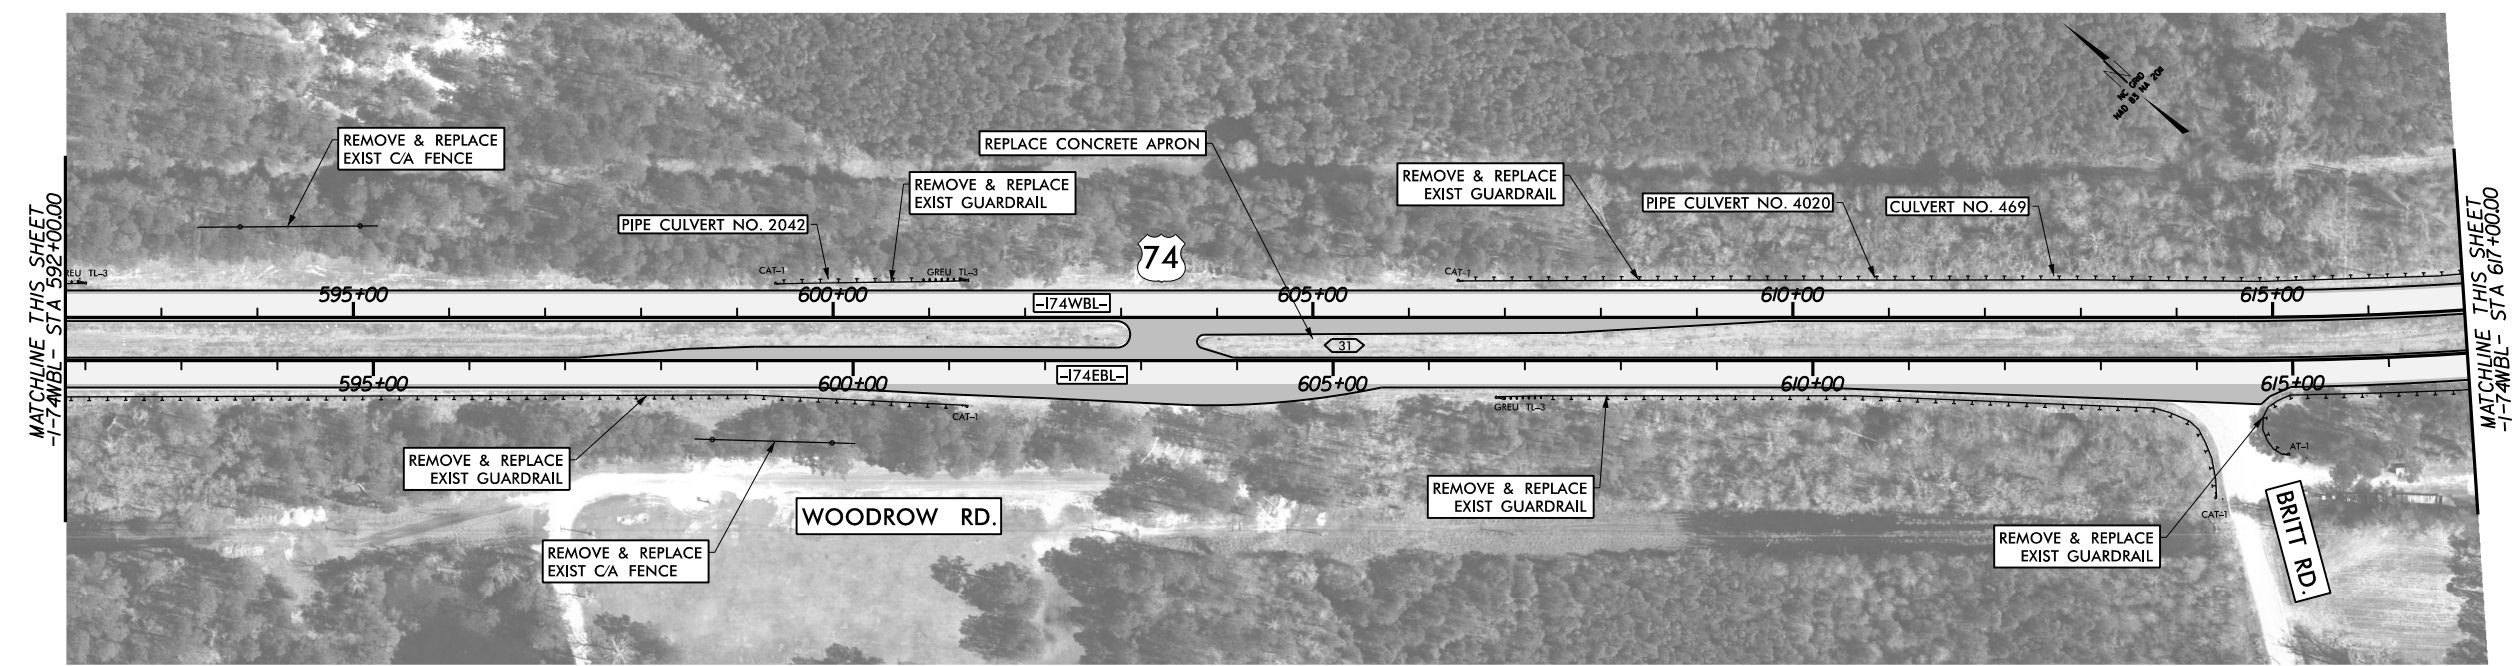 REMOVE & REPLACE
EXIST C/A FENCE
REPLACE CONCRETE APRON
REMOVE & REPLACE
EXIST GUARDRAIL
REMOVE & REPLACE
EXIST GUARDRAIL
PIPE CULVERT NO. 2042
PIPE CULVERT NO. 4020
CULVERT NO. 469
NC GRID
NAD 83 NA 2011
74
MATCHLINE THIS SHEET
-I-74WBL- STA 592+00.00
REU TL-3
CAT-1
GREU TL-3
CAT-1
595+00
600+00
-I74WBL-
605+00
610+00
615+00
31
595+00
600+00
-I74EBL-
605+00
610+00
615+00
CAT-1
GREU TL-3
AT-1
CAT-1
REMOVE & REPLACE
EXIST GUARDRAIL
REMOVE & REPLACE
EXIST C/A FENCE
WOODROW RD.
REMOVE & REPLACE
EXIST GUARDRAIL
REMOVE & REPLACE
EXIST GUARDRAIL
BRITT RD.
MATCHLINE THIS SHEET
-I-74WBL- STA 617+00.00